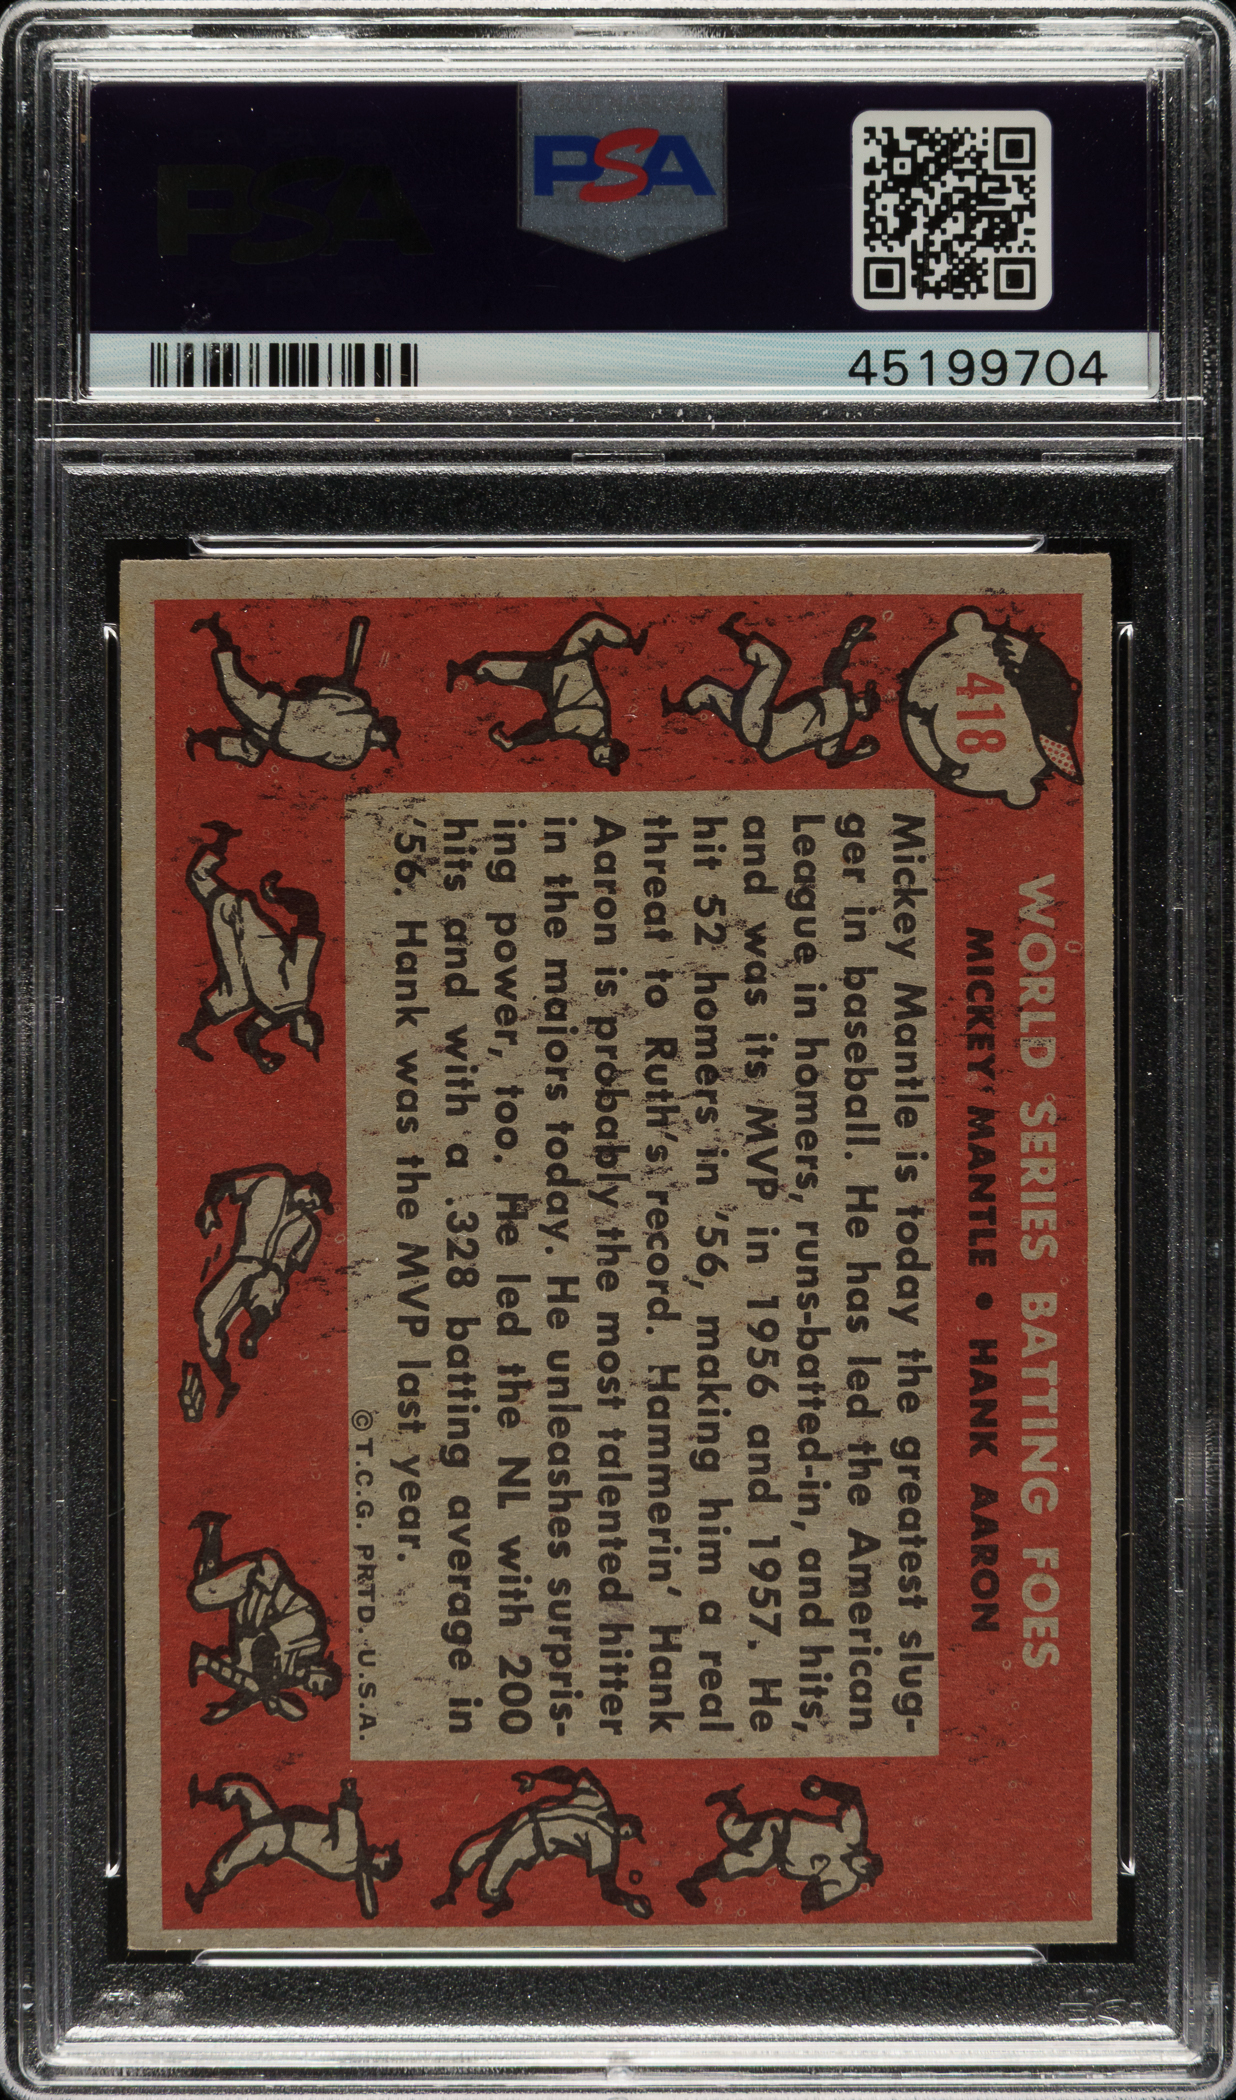 PSA
PSA
45199704
418
WORLD SERIES BATTING FOES
MICKEY MANTLE • HANK AARON
Mickey Mantle is today the greatest slug-
ger in baseball. He has led the American
League in homers, runs-batted-in, and hits,
and was its MVP in 1956 and 1957. He
hit 52 homers in '56, making him a real
threat to Ruth's record. Hammerin' Hank
Aaron is probably the most talented hitter
in the majors today. He unleashes surpris-
ing power, too. He led the NL with 200
hits and with a .328 batting average in
'56. Hank was the MVP last year.
©T.C.G. PRTD. U.S.A.